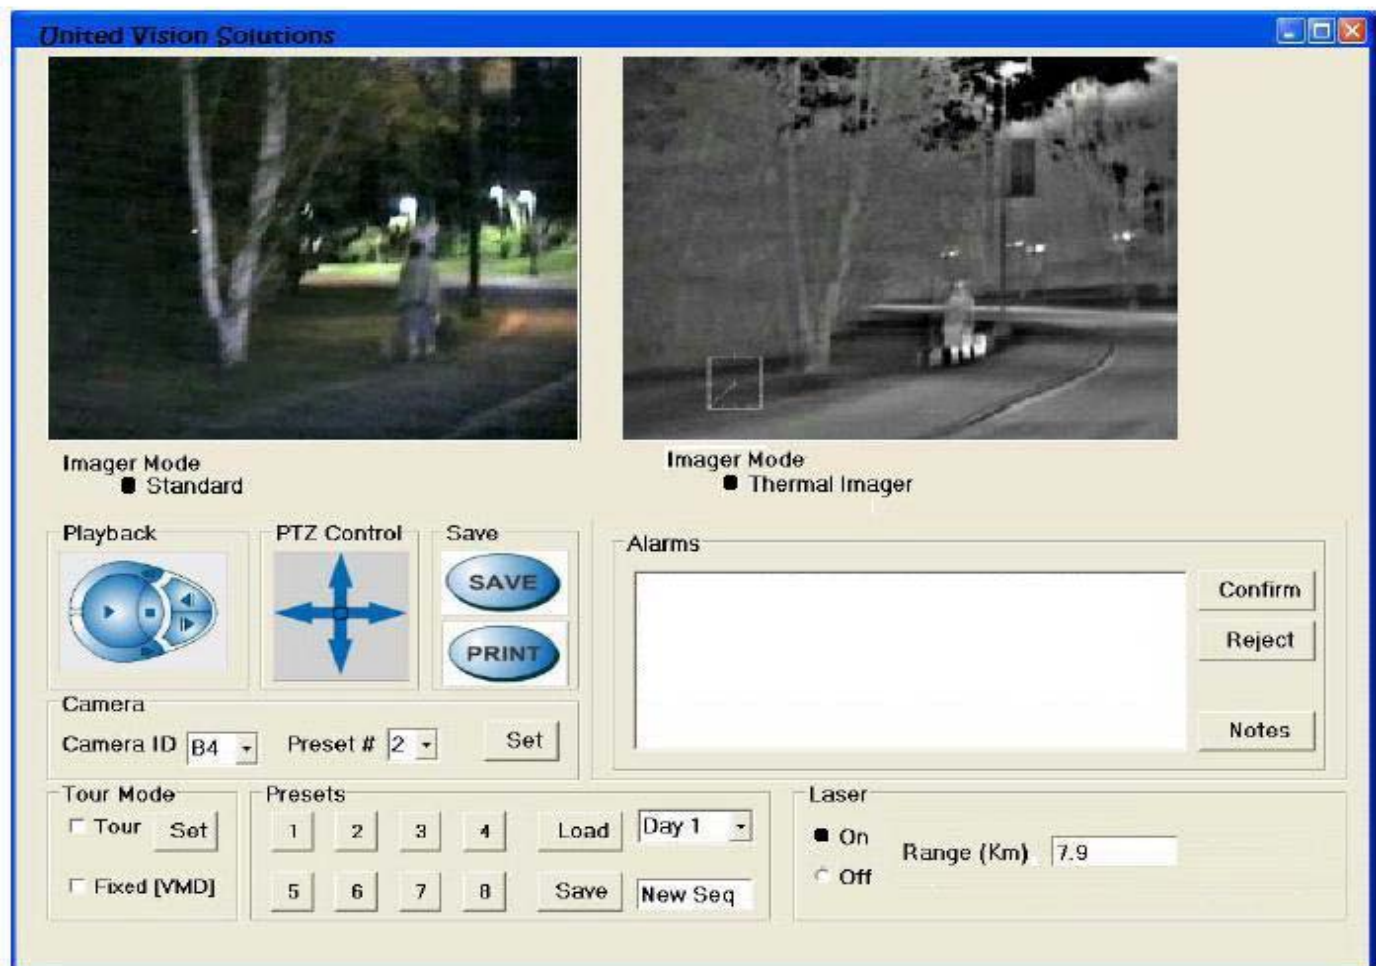 United Vision Solutions
Imager Mode
Standard
Imager Mode
Thermal Imager
Playback
PTZ Control
Save
SAVE
PRINT
Alarms
Confirm
Reject
Notes
Camera
Camera ID B4 Preset # 2 Set
Tour Mode
Tour Set
Fixed [VMD]
Presets
1 2 3 4 Load Day 1
5 6 7 8 Save New Seq
Laser
On
Off
Range (Km) 7.9